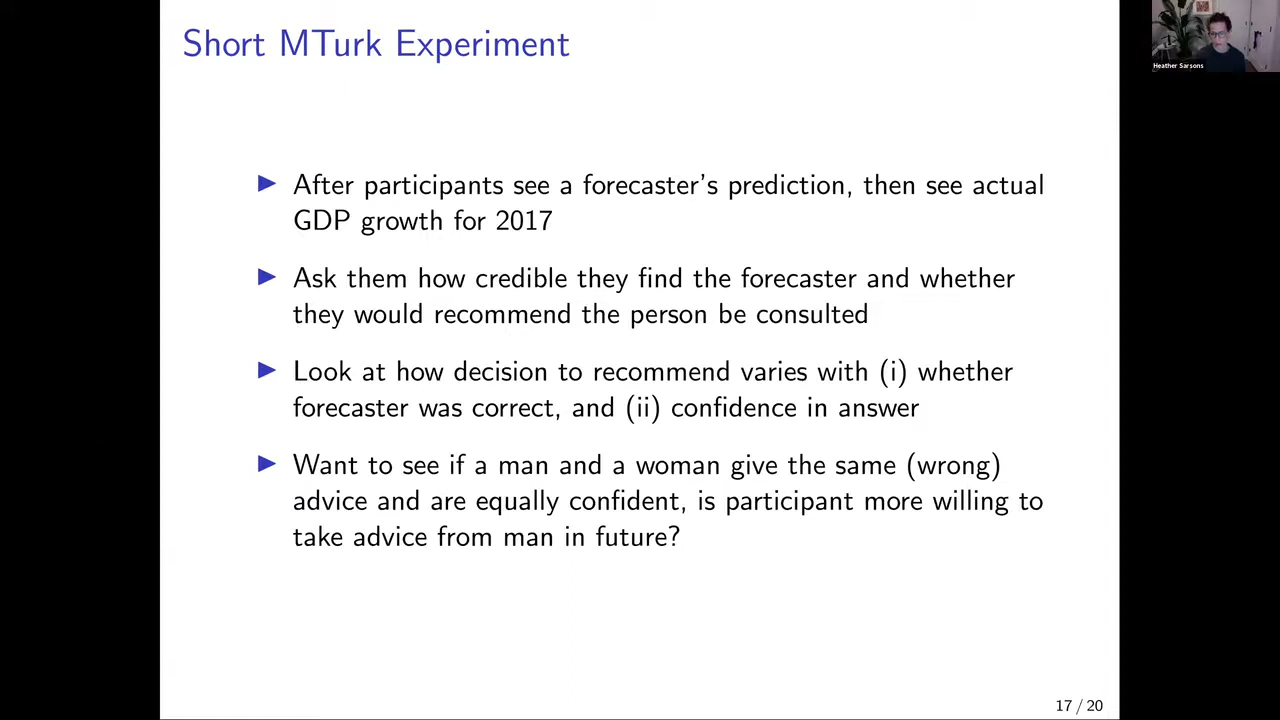 Short MTurk Experiment
Heather Sarsons
▶ After participants see a forecaster's prediction, then see actual
GDP growth for 2017
▶ Ask them how credible they find the forecaster and whether
they would recommend the person be consulted
▶ Look at how decision to recommend varies with (i) whether
forecaster was correct, and (ii) confidence in answer
▶ Want to see if a man and a woman give the same (wrong)
advice and are equally confident, is participant more willing to
take advice from man in future?
17 / 20